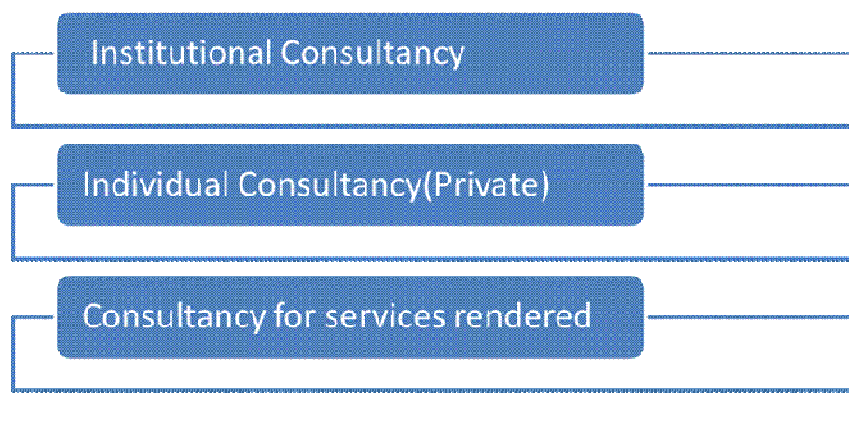 Institutional Consultancy
Individual Consultancy(Private)
Consultancy for services rendered